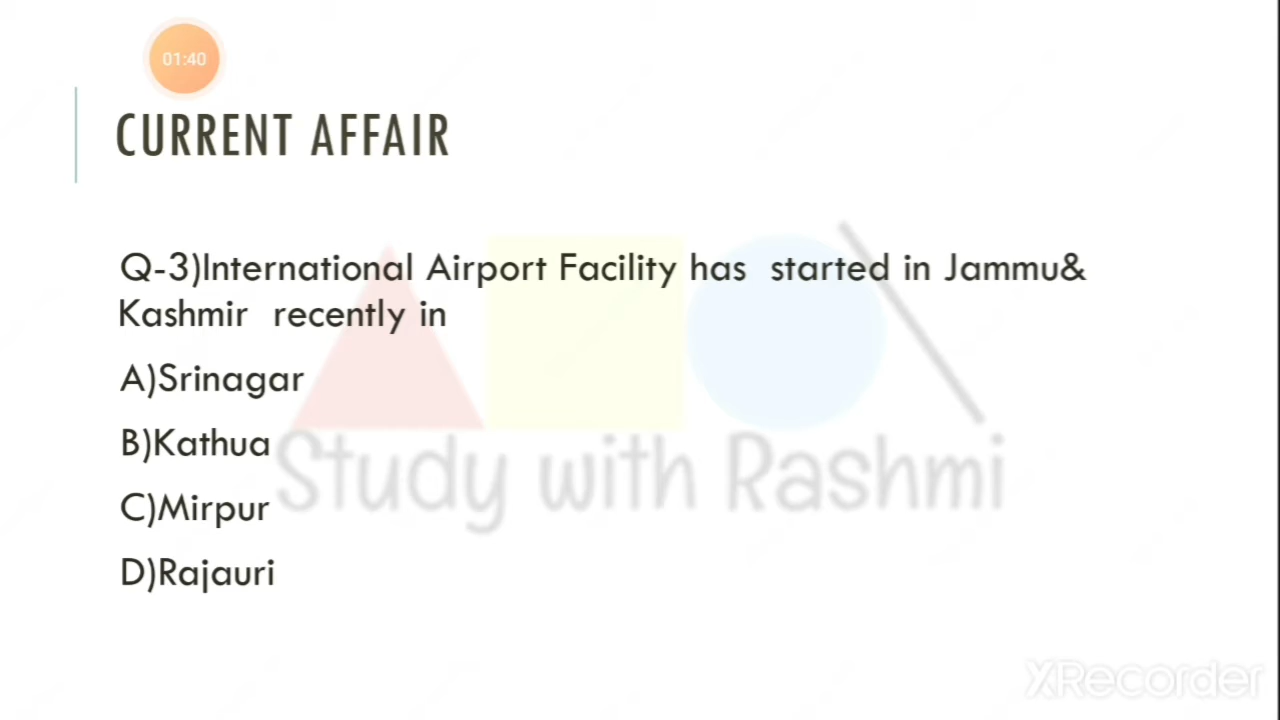 01:40
CURRENT AFFAIR
Q-3)International Airport Facility has started in Jammu&
Kashmir recently in
A)Srinagar
B)Kathua
C)Mirpur
D)Rajauri
Study with Rashmi
XRecorder